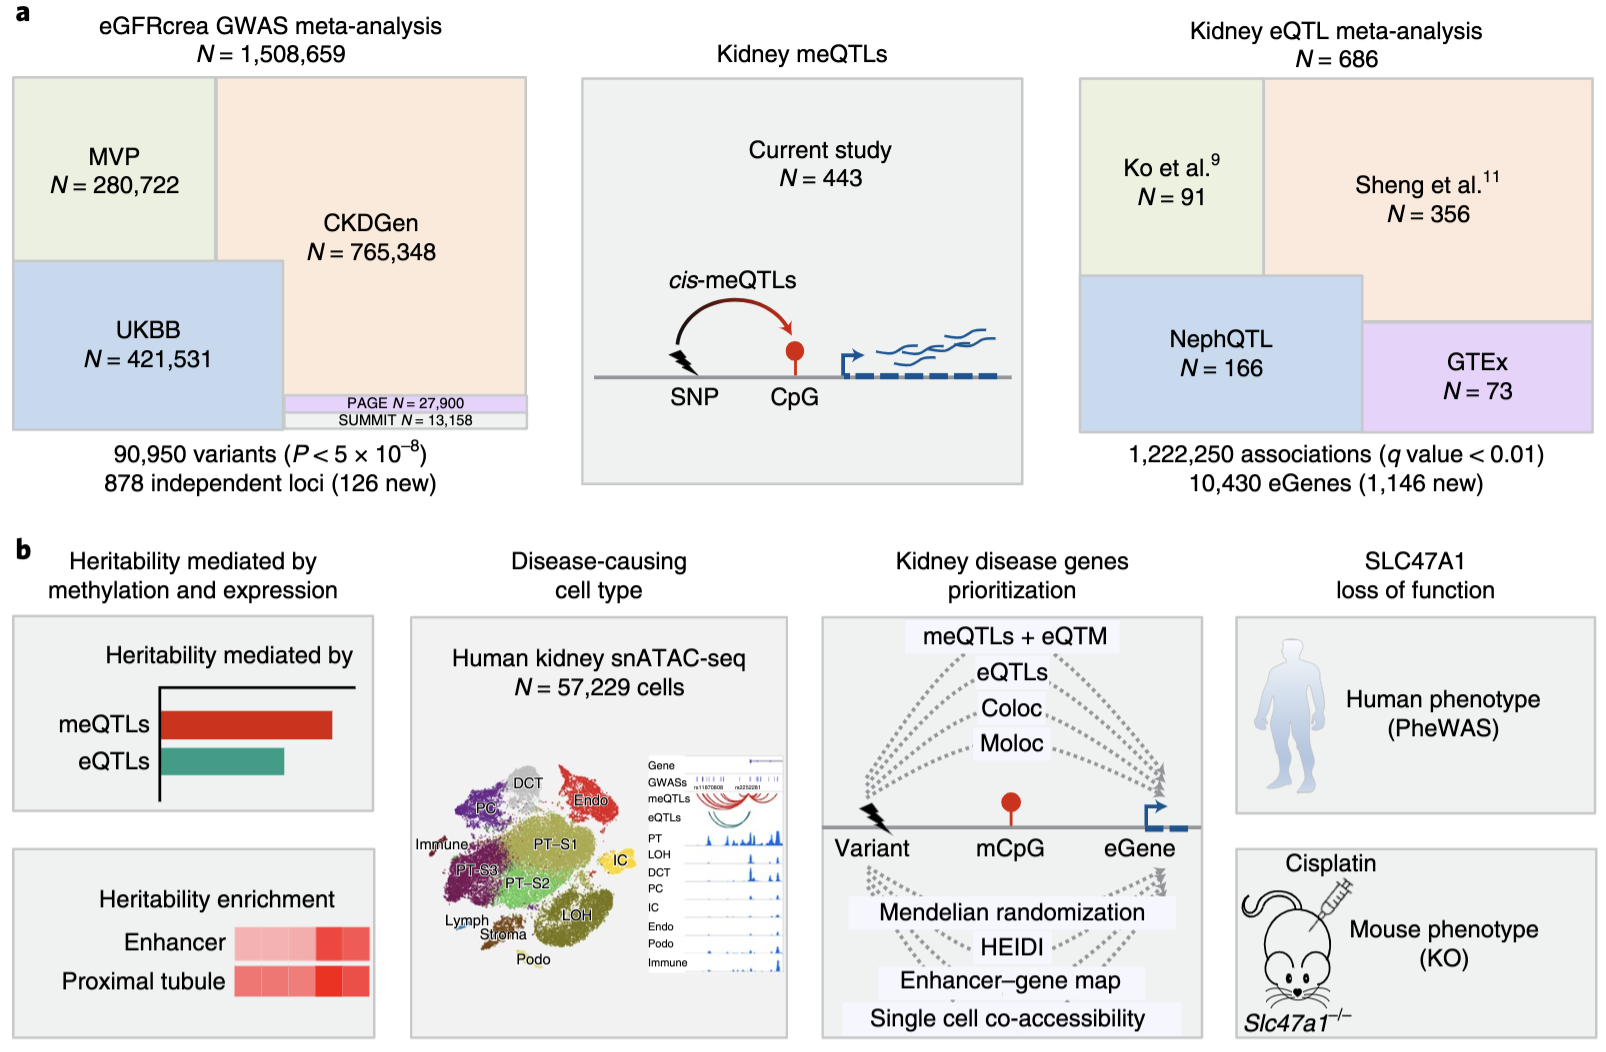 a
eGFRcrea GWAS meta-analysis
N = 1,508,659
MVP
N = 280,722
CKDGen
N = 765,348
UKBB
N = 421,531
PAGE N = 27,900
SUMMIT N = 13,158
90,950 variants (P < 5 × 10–8)
878 independent loci (126 new)
Kidney meQTLs
Current study
N = 443
cis-meQTLs
SNP
CpG
Kidney eQTL meta-analysis
N = 686
Ko et al.9
N = 91
Sheng et al.11
N = 356
NephQTL
N = 166
GTEx
N = 73
1,222,250 associations (q value < 0.01)
10,430 eGenes (1,146 new)
b
Heritability mediated by
methylation and expression
Heritability mediated by
meQTLs
eQTLs
Heritability enrichment
Enhancer
Proximal tubule
Disease-causing
cell type
Human kidney snATAC-seq
N = 57,229 cells
DCT
PC
Endo
Immune
PT–S1
IC
PT-S3
PT–S2
LOH
Lymph
Stroma
Podo
Gene
GWASs
rs11870808 rs2252281
meQTLs
eQTLs
PT
LOH
DCT
PC
IC
Endo
Podo
Immune
Kidney disease genes
prioritization
meQTLs + eQTM
eQTLs
Coloc
Moloc
Variant
mCpG
eGene
Mendelian randomization
HEIDI
Enhancer–gene map
Single cell co-accessibility
SLC47A1
loss of function
Human phenotype
(PheWAS)
Cisplatin
Mouse phenotype
(KO)
Slc47a1–/–